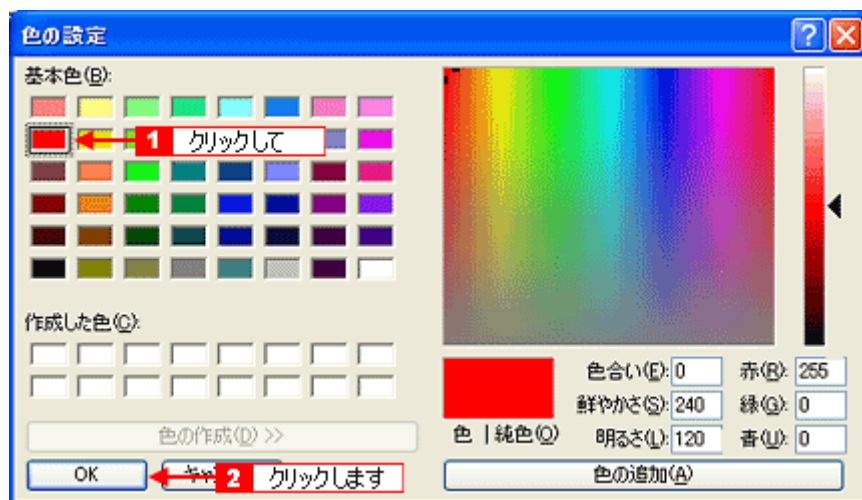 色の設定
基本色(B):
1 クリックして
作成した色(C):
色の作成(D) >>
OK
2 クリックします
色 | 純色(O)
色合い(E): 0
鮮やかさ(S): 240
明るさ(L): 120
赤(R): 255
緑(G): 0
青(U): 0
色の追加(A)